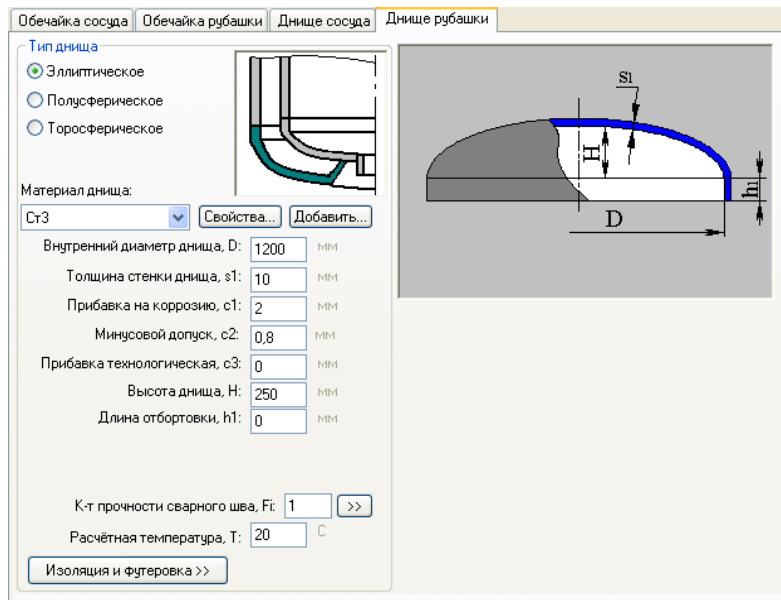 Обечайка сосуда Обечайка рубашки Днище сосуда Днище рубашки
Тип днища
Эллиптическое
Полусферическое
Торосферическое
Материал днища:
Ст3 Свойства... Добавить...
Внутренний диаметр днища, D: 1200 мм
Толщина стенки днища, s1: 10 мм
Прибавка на коррозию, c1: 2 мм
Минусовой допуск, c2: 0,8 мм
Прибавка технологическая, c3: 0 мм
Высота днища, H: 250 мм
Длина отбортовки, h1: 0 мм
К-т прочности сварного шва, Fi: 1 >>
Расчётная температура, T: 20 C
Изоляция и футеровка >>
s1
H
h1
D